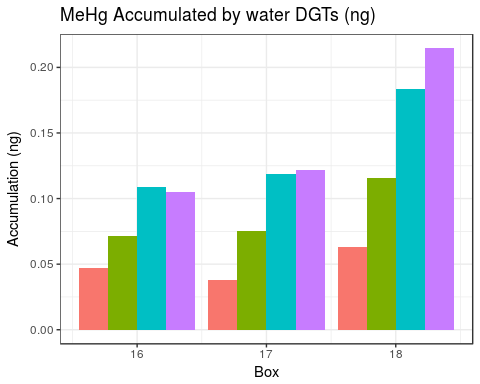 MeHg Accumulated by water DGTs (ng)
Accumulation (ng)
0.20
0.15
0.10
0.05
0.00
16 17 18
Box